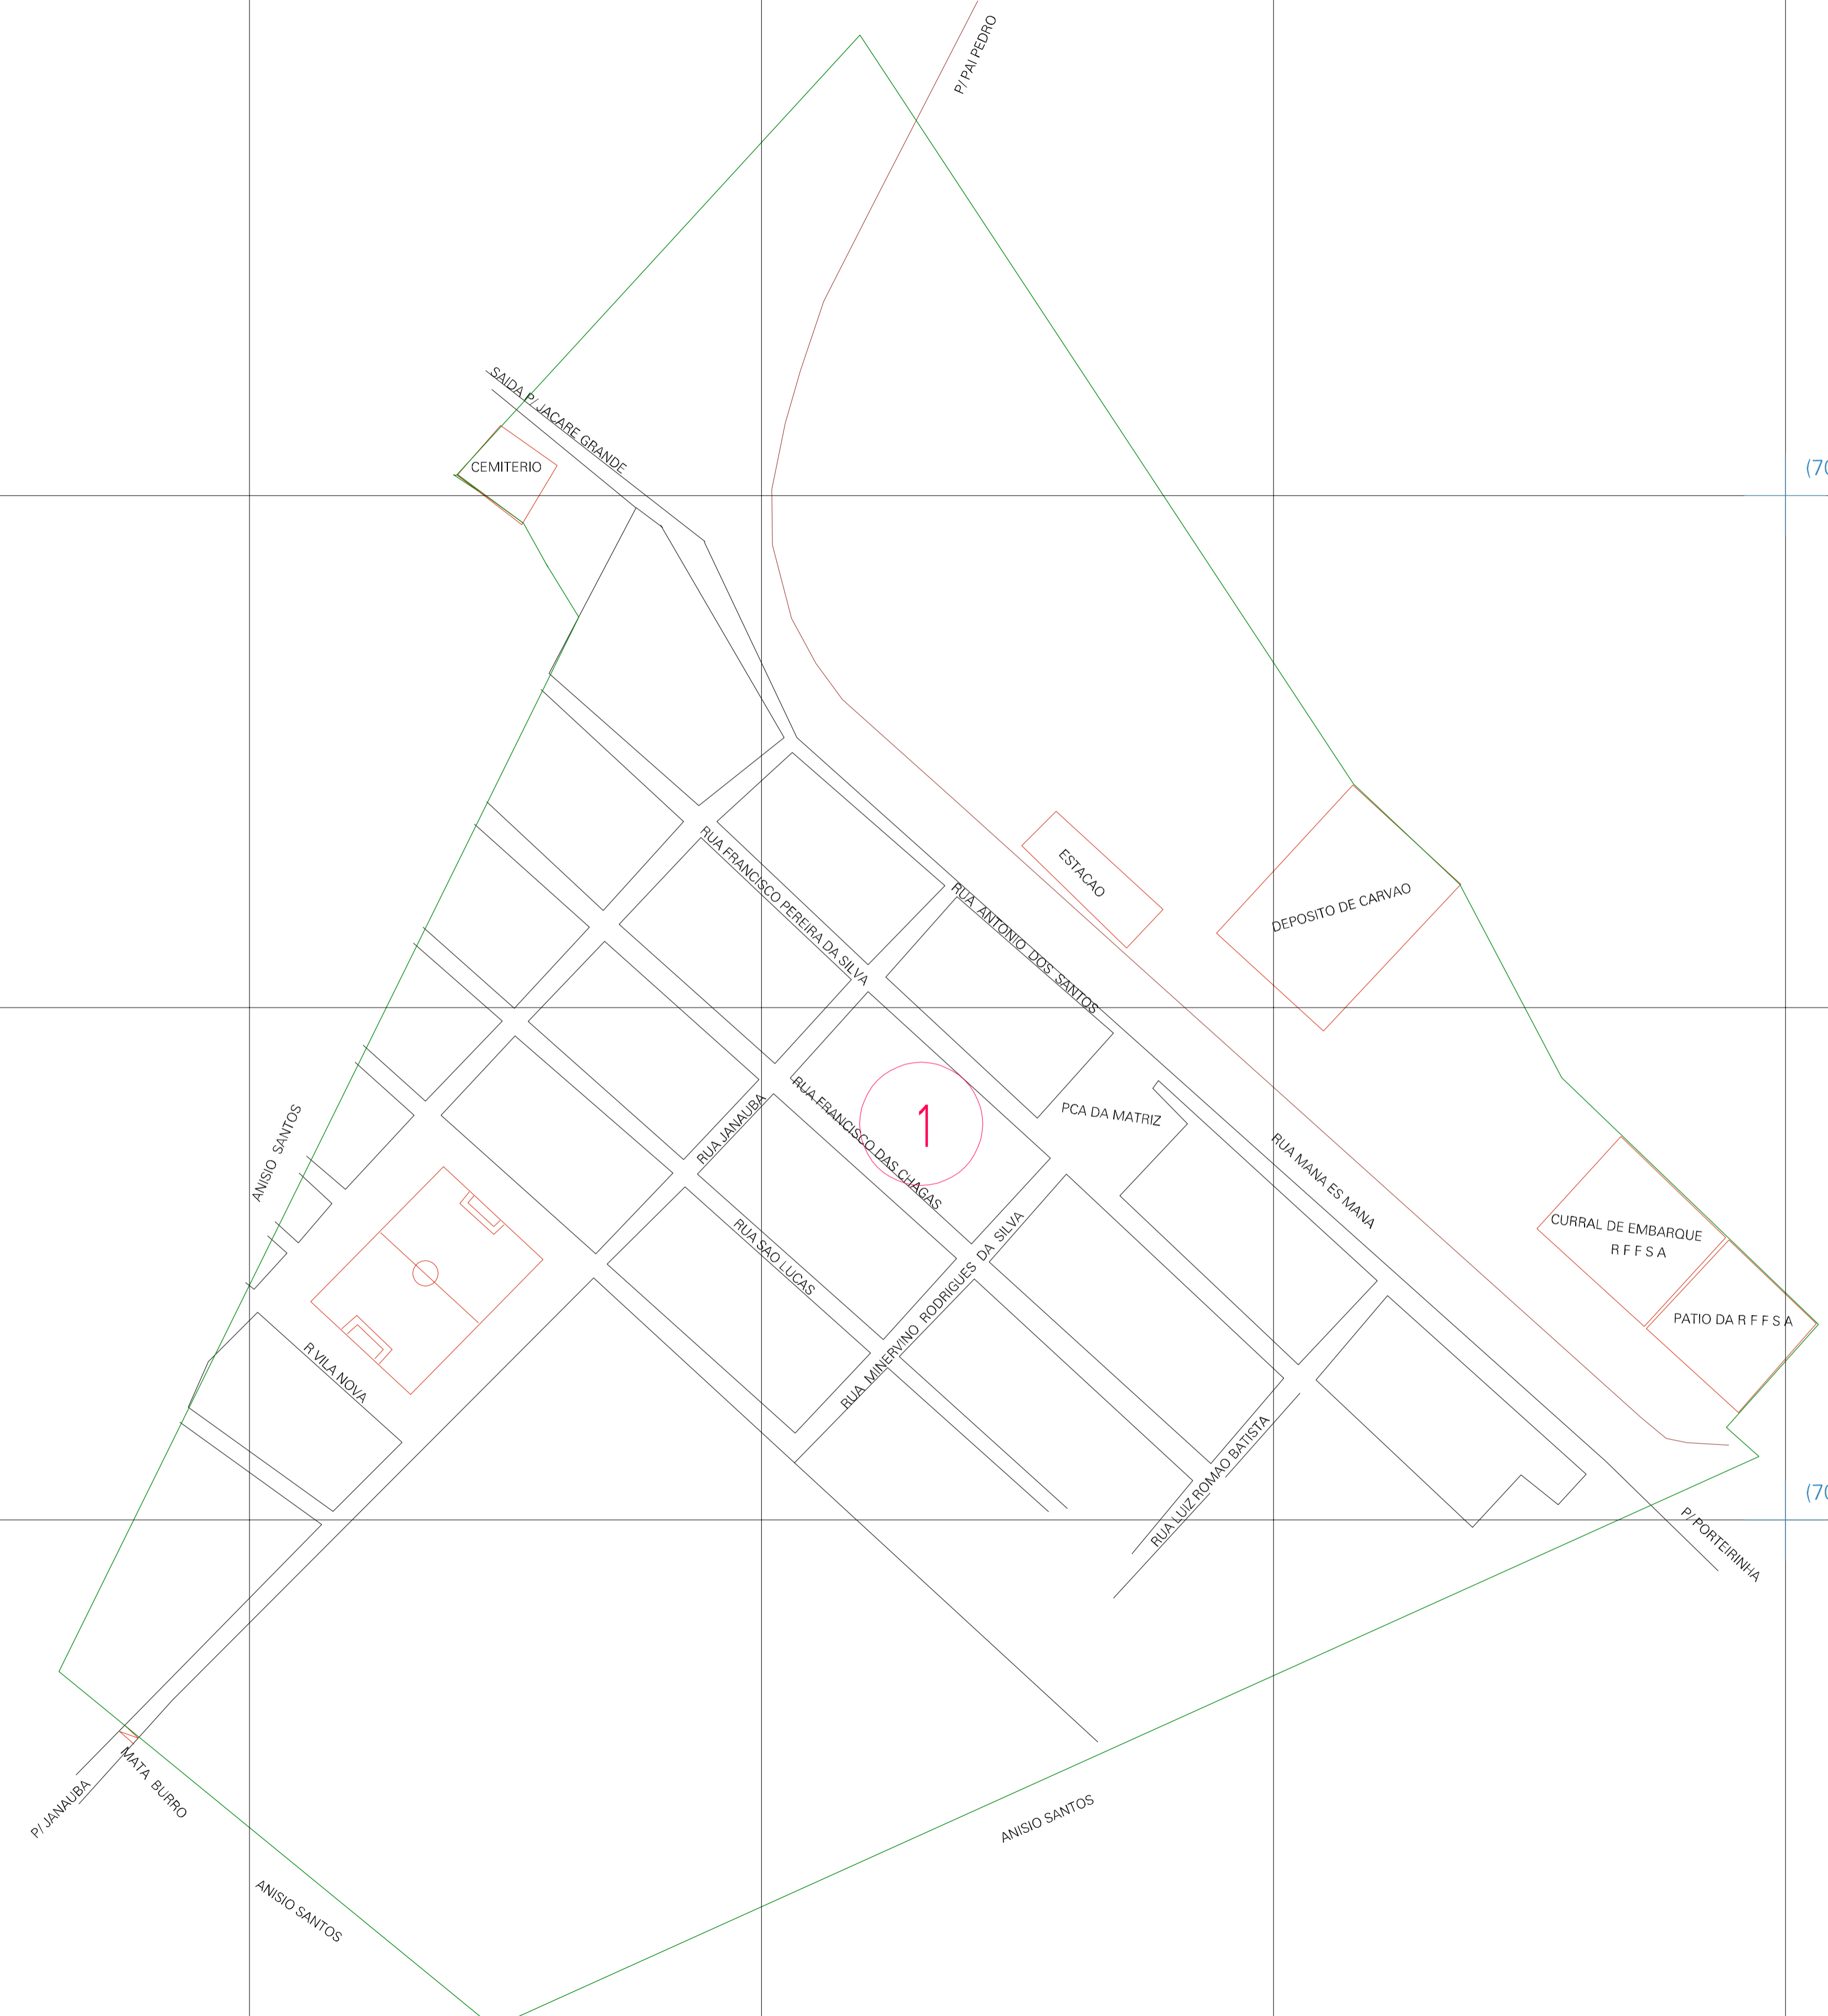 P/ PAI PEDRO
SAIDA P/ JACARE GRANDE
CEMITERIO
(70
RUA FRANCISCO PEREIRA DA SILVA
ESTACAO
RUA ANTONIO DOS SANTOS
DEPOSITO DE CARVAO
RUA JANAUBA
RUA FRANCISCO DAS CHAGAS
1
PCA DA MATRIZ
RUA MANA ES MANA
ANISIO SANTOS
CURRAL DE EMBARQUE
R F F S A
PATIO DA R F F S A
RUA SAO LUCAS
RUA MINERVINO RODRIGUES DA SILVA
R VILA NOVA
RUA LUIZ ROMAO BATISTA
(70
P/ PORTEIRINHA
MATA BURRO
P/ JANAUBA
ANISIO SANTOS
ANISIO SANTOS